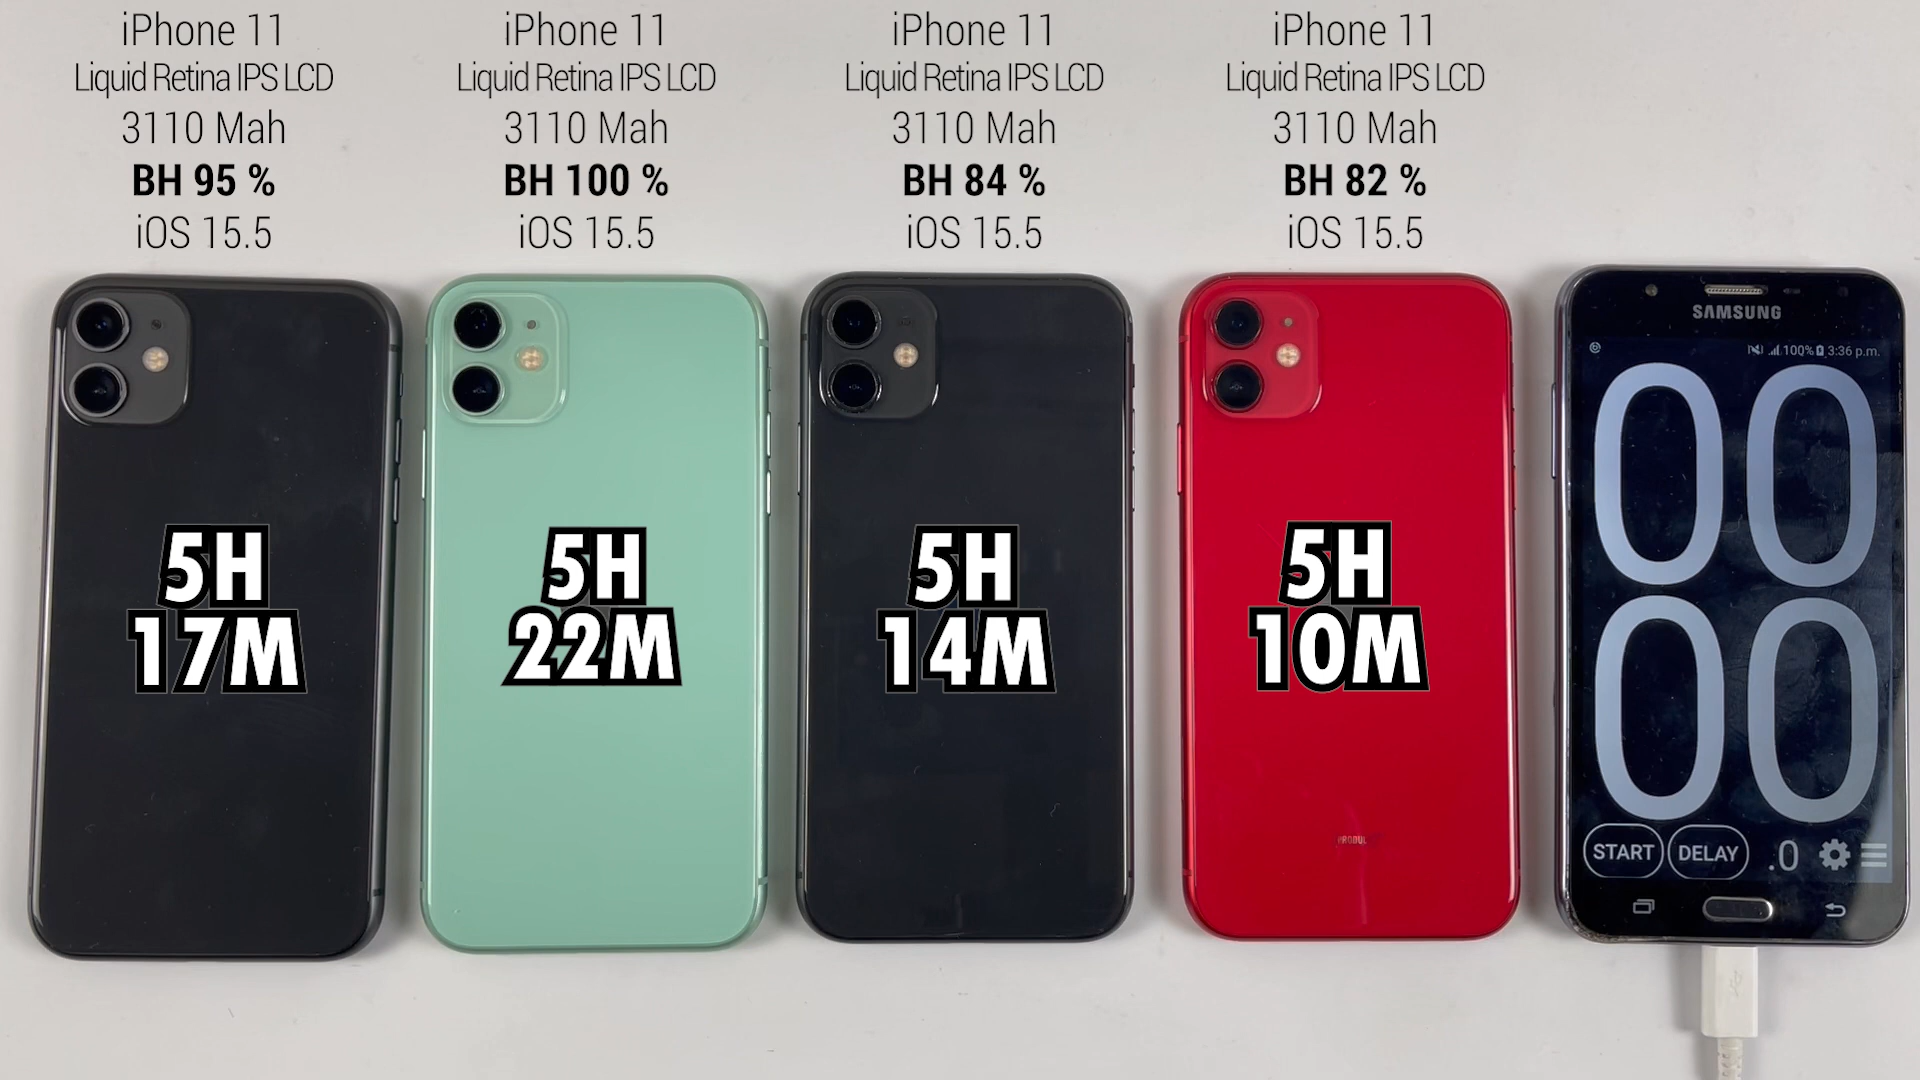 iPhone 11
Liquid Retina IPS LCD
3110 Mah
BH 95 %
iOS 15.5
iPhone 11
Liquid Retina IPS LCD
3110 Mah
BH 100 %
iOS 15.5
iPhone 11
Liquid Retina IPS LCD
3110 Mah
BH 84 %
iOS 15.5
iPhone 11
Liquid Retina IPS LCD
3110 Mah
BH 82 %
iOS 15.5
5H
17M
5H
22M
5H
14M
5H
10M
PRODUC
SAMSUNG
100% 3:36 p.m.
00
00
START DELAY .0